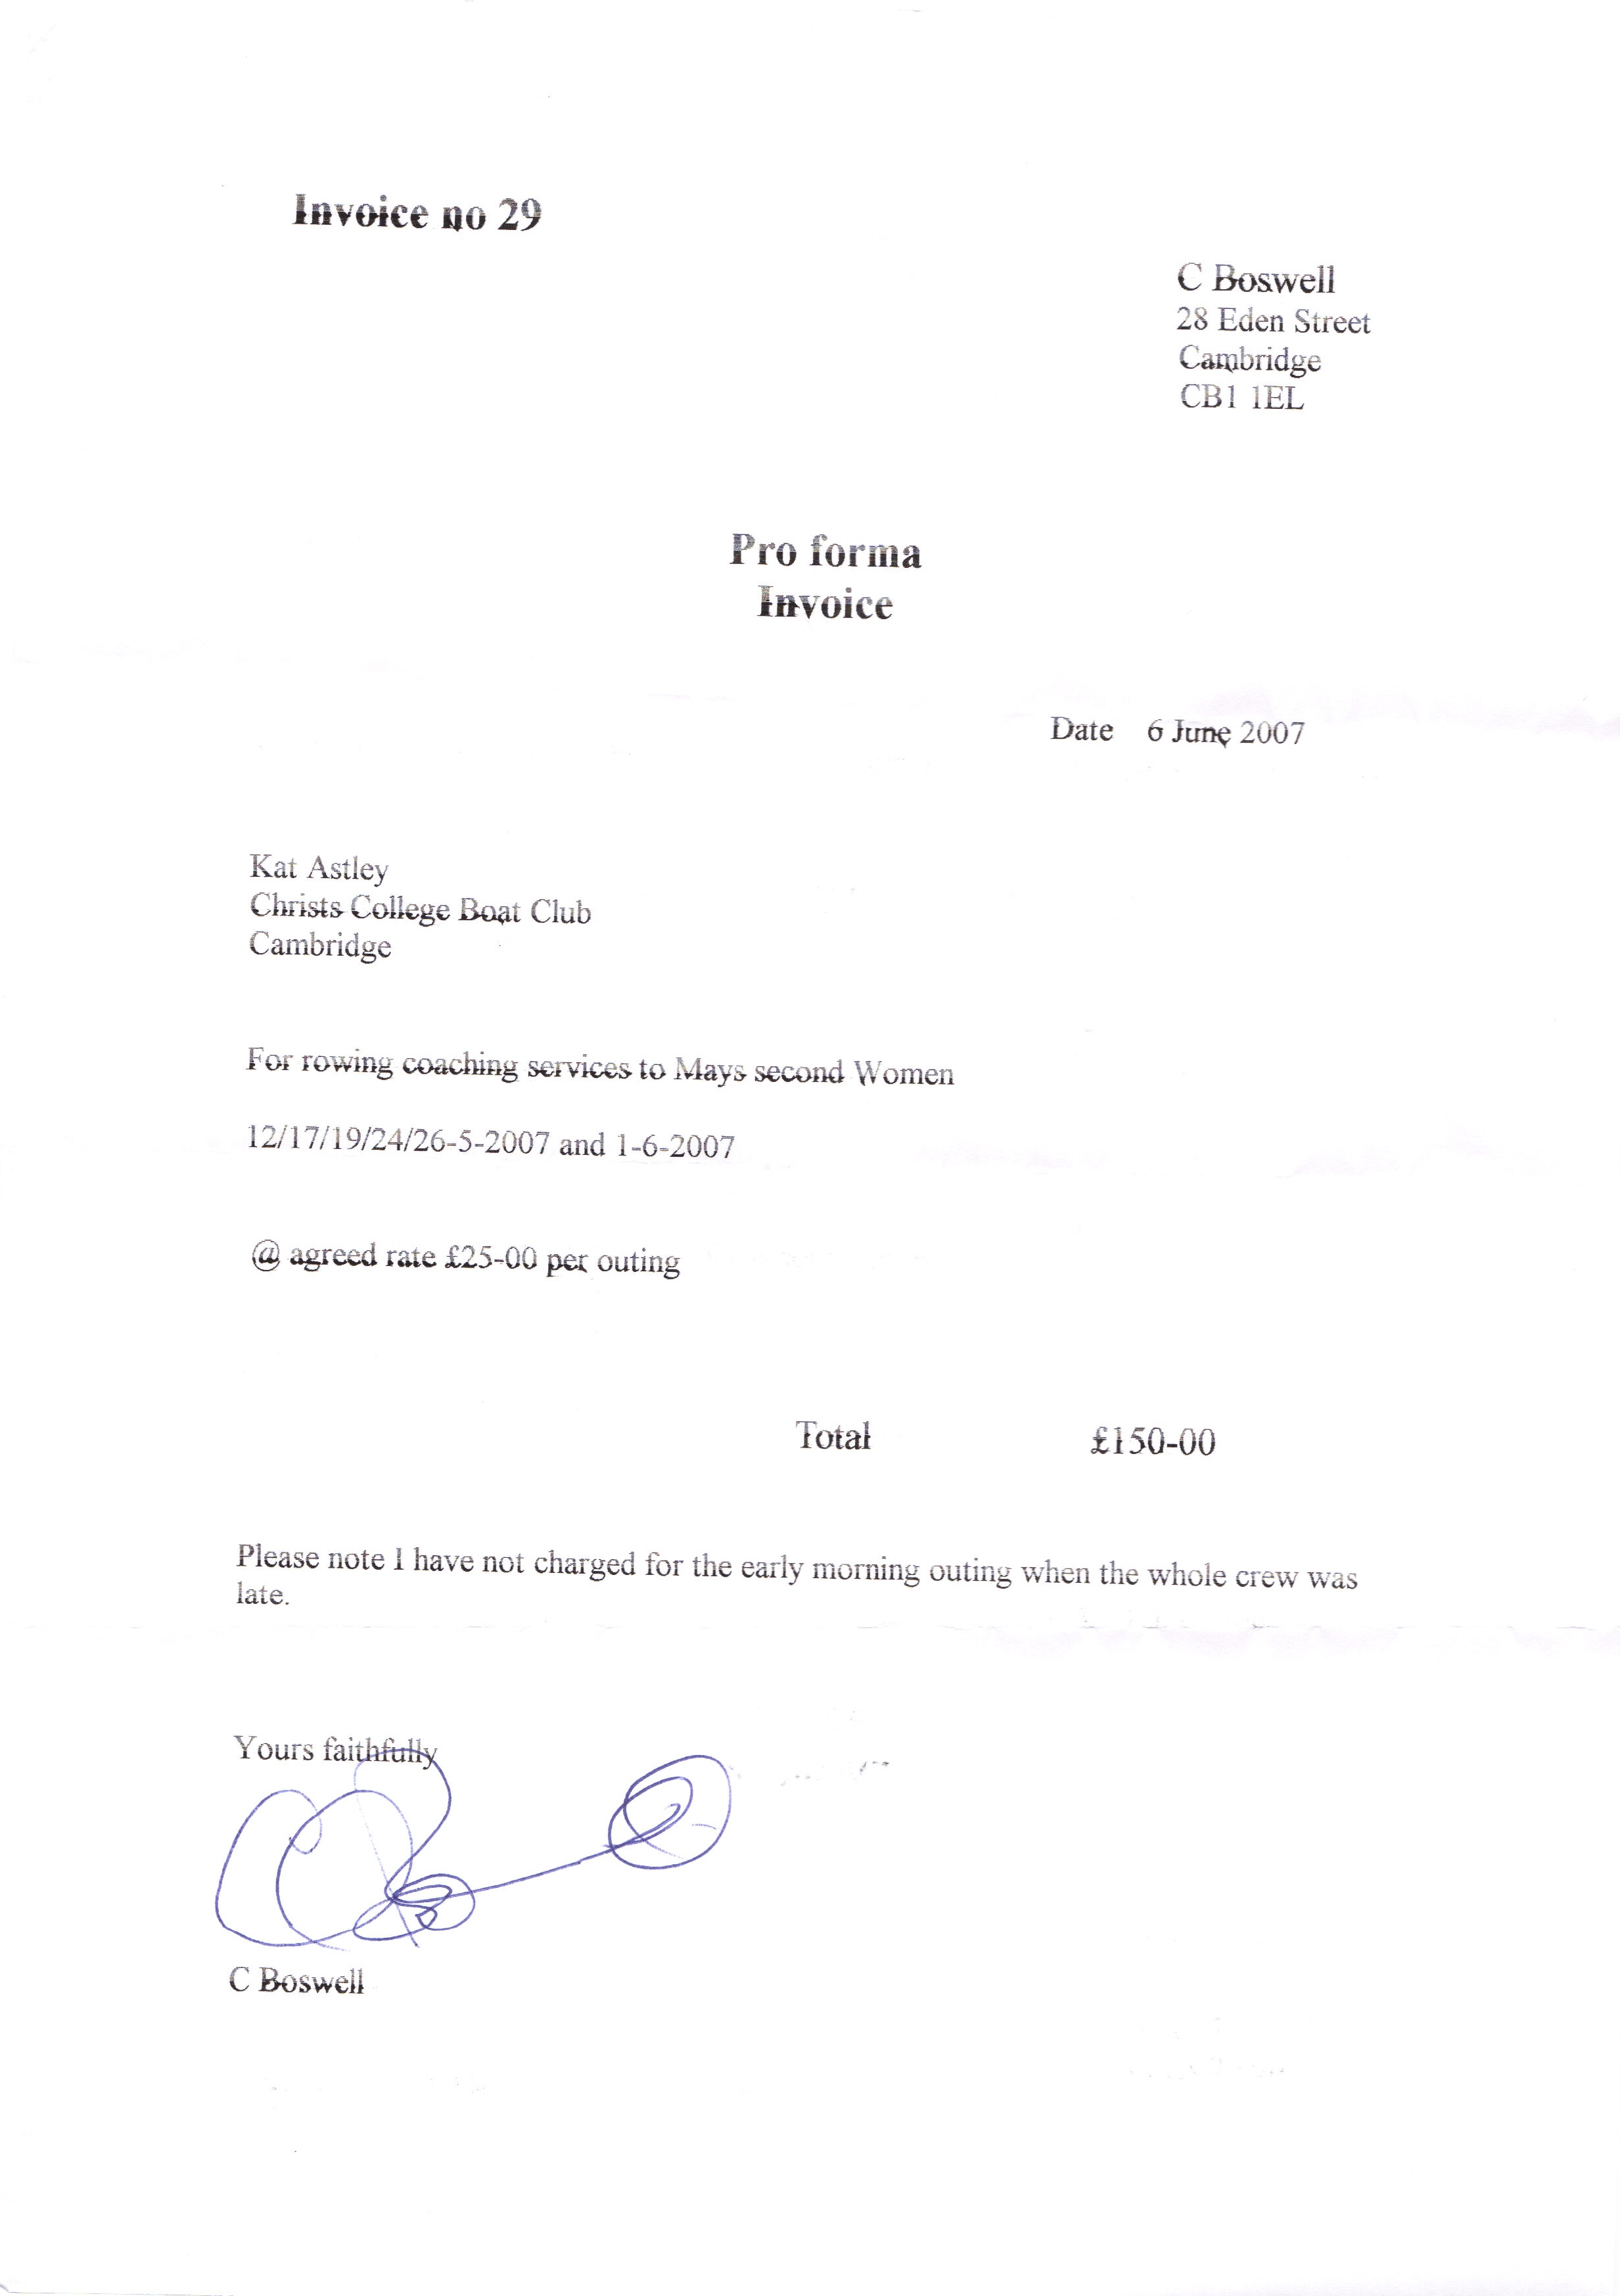 Invoice no 29
C Boswell
28 Eden Street
Cambridge
CB1 1EL
Pro forma
Invoice
Date 6 June 2007
Kat Astley
Christs College Boat Club
Cambridge
For rowing coaching services to Mays second Women
12/17/19/24/26-5-2007 and 1-6-2007
@ agreed rate £25-00 per outing
Total £150-00
Please note I have not charged for the early morning outing when the whole crew was
late.
Yours faithfully
C Boswell